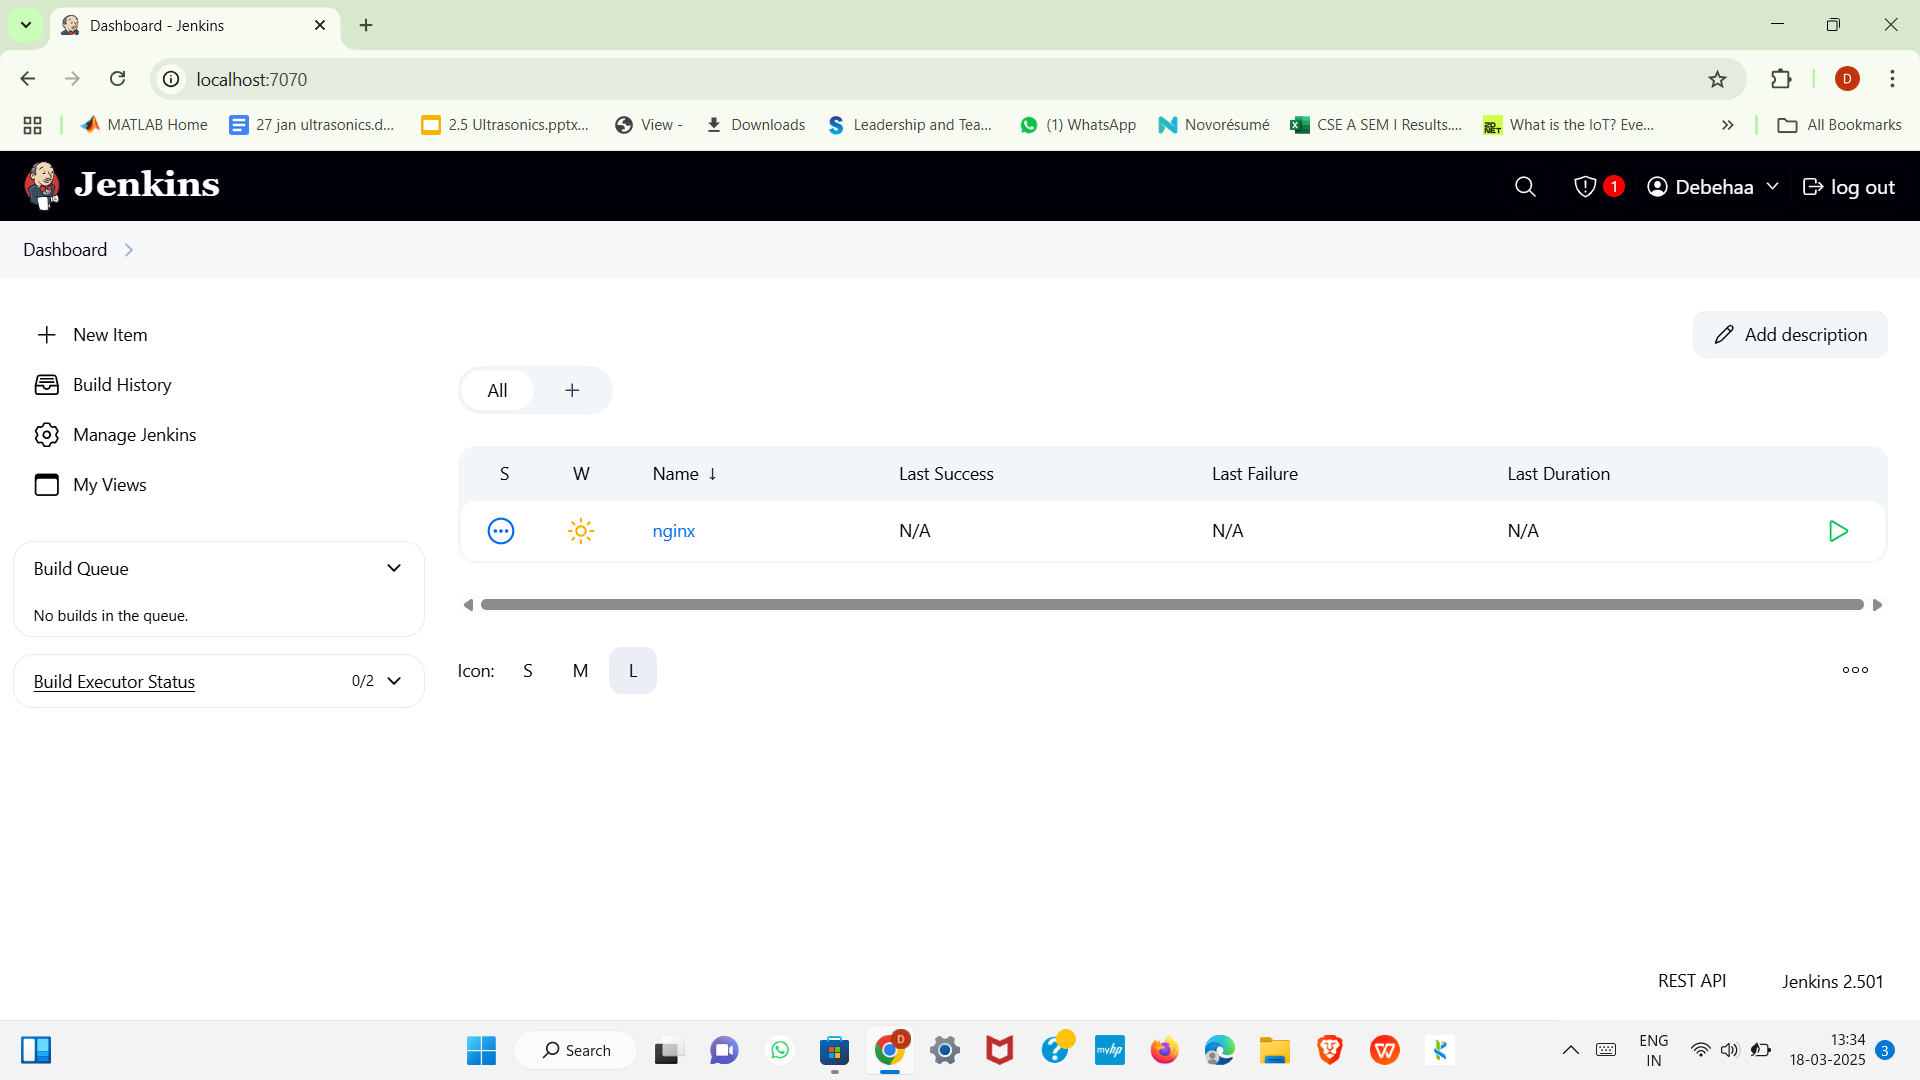 Dashboard - Jenkins
localhost:7070
D
MATLAB Home
27 jan ultrasonics.d...
2.5 Ultrasonics.pptx...
View -
Downloads
Leadership and Tea...
(1) WhatsApp
Novorésumé
CSE A SEM I Results....
What is the IoT? Eve...
All Bookmarks
Jenkins
1
Debehaa
log out
Dashboard
New Item
Add description
Build History
All
Manage Jenkins
My Views
S W Name ↓ Last Success Last Failure Last Duration
nginx N/A N/A N/A
Build Queue
No builds in the queue.
Build Executor Status 0/2
Icon: S M L
REST API Jenkins 2.501
Search
D
myhp
ENG
IN
13:34
18-03-2025
3